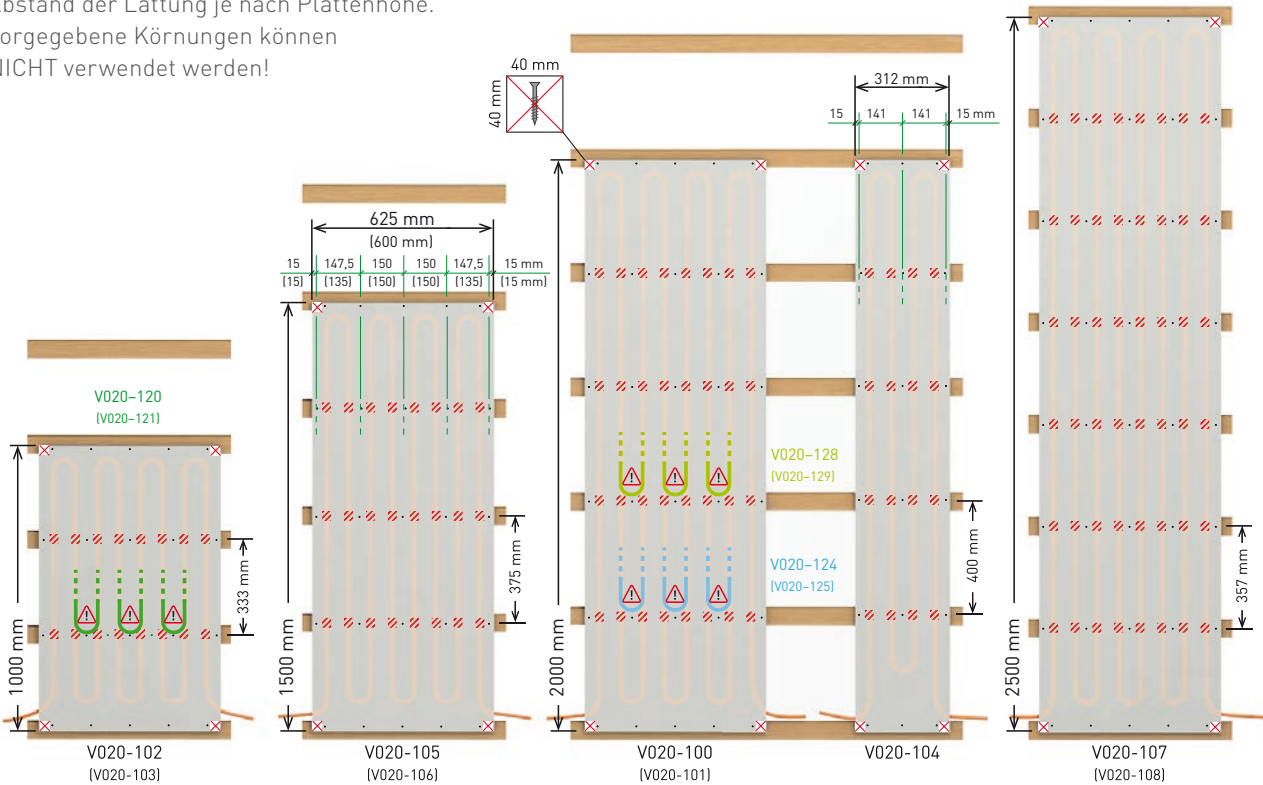 Abstand der Lattung je nach Plattenhöhe.
orgegebene Körnungen können
NICHT verwendet werden!
40 mm
40 mm
312 mm
15 141 141 15 mm
625 mm
(600 mm)
15 147,5 150 150 147,5 15 mm
(15) (135) (150) (150) (135) (15 mm)
V020–120
(V020–121)
V020–128
(V020–129)
V020–124
(V020–125)
333 mm
375 mm
400 mm
357 mm
1000 mm
1500 mm
2000 mm
2500 mm
V020-102
(V020-103)
V020-105
(V020-106)
V020-100
(V020-101)
V020-104
V020-107
(V020-108)